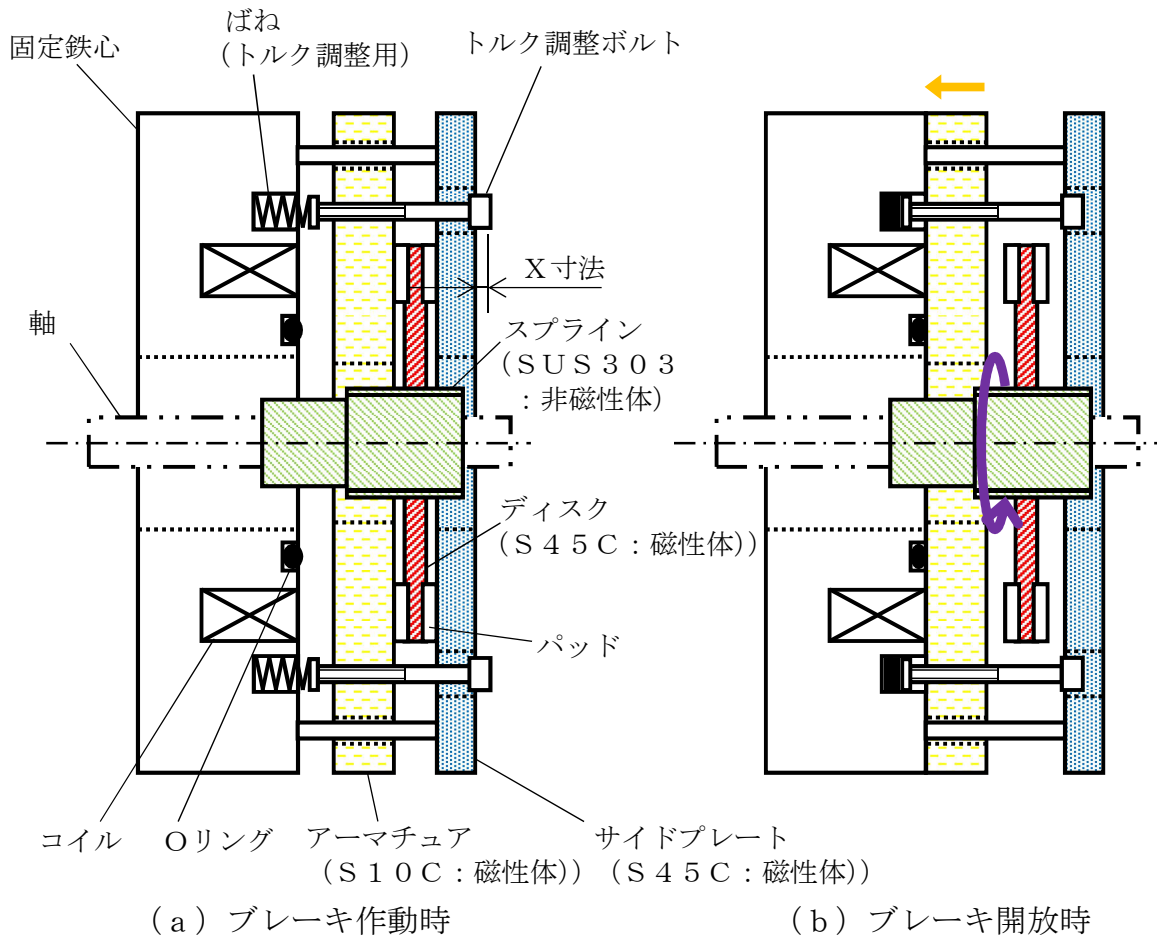 ばね
（トルク調整用）
固定鉄心
トルク調整ボルト
Ｘ寸法
軸
スプライン
（ＳＵＳ３０３
：非磁性体）
ディスク
（Ｓ４５Ｃ：磁性体））
パッド
コイル
Ｏリング
アーマチュア
（Ｓ１０Ｃ：磁性体））
サイドプレート
（Ｓ４５Ｃ：磁性体））
（ａ）ブレーキ作動時
（ｂ）ブレーキ開放時